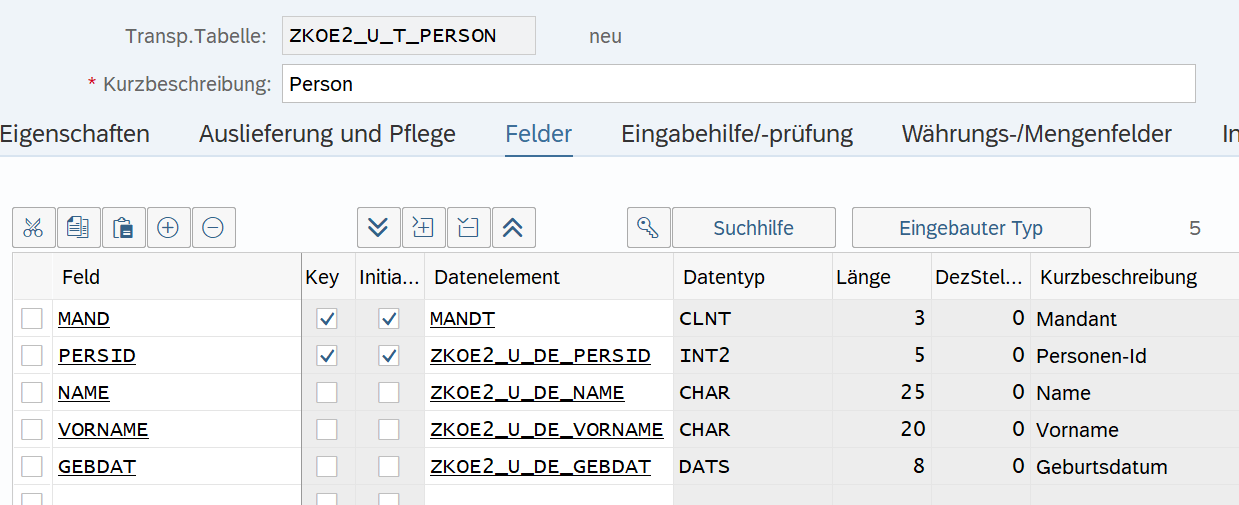 Transp.Tabelle: ZKOE2_U_T_PERSON neu
* Kurzbeschreibung: Person
Eigenschaften Auslieferung und Pflege Felder Eingabehilfe/-prüfung Währungs-/Mengenfelder In
Suchhilfe Eingebauter Typ 5
Feld Key Initia... Datenelement Datentyp Länge DezStel... Kurzbeschreibung
MAND MANDT CLNT 3 0 Mandant
PERSID ZKOE2_U_DE_PERSID INT2 5 0 Personen-Id
NAME ZKOE2_U_DE_NAME CHAR 25 0 Name
VORNAME ZKOE2_U_DE_VORNAME CHAR 20 0 Vorname
GEBDAT ZKOE2_U_DE_GEBDAT DATS 8 0 Geburtsdatum